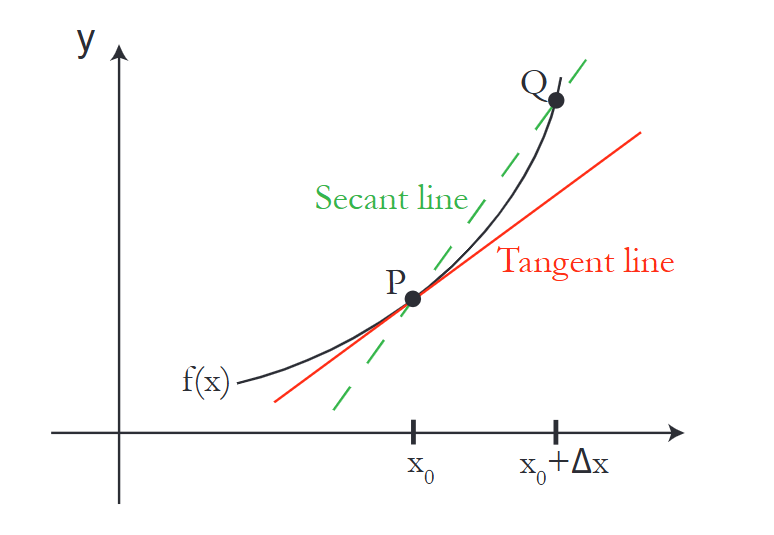 y
Q
Secant line
Tangent line
P
f(x)
x₀
x₀+Δx